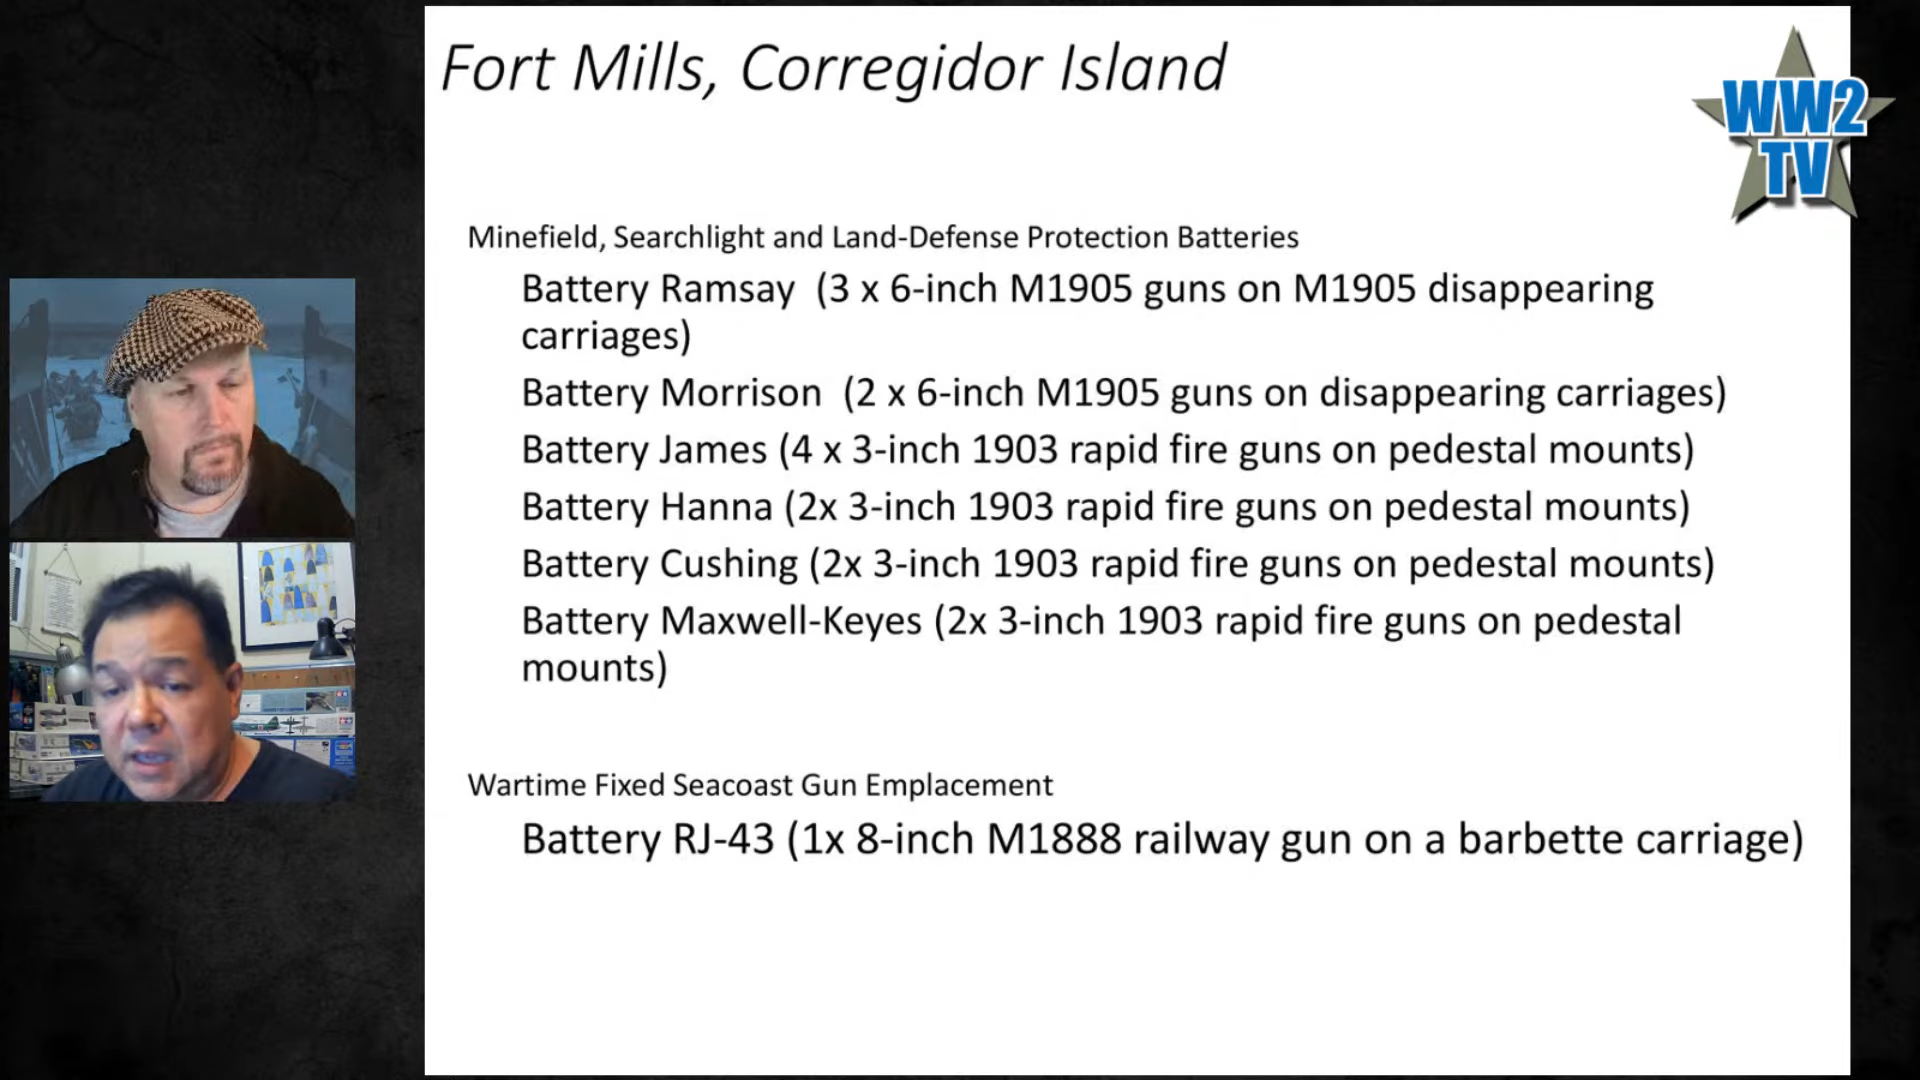 Fort Mills, Corregidor Island
WW2
TV
Minefield, Searchlight and Land-Defense Protection Batteries
Battery Ramsay (3 x 6-inch M1905 guns on M1905 disappearing
carriages)
Battery Morrison (2 x 6-inch M1905 guns on disappearing carriages)
Battery James (4 x 3-inch 1903 rapid fire guns on pedestal mounts)
Battery Hanna (2x 3-inch 1903 rapid fire guns on pedestal mounts)
Battery Cushing (2x 3-inch 1903 rapid fire guns on pedestal mounts)
Battery Maxwell-Keyes (2x 3-inch 1903 rapid fire guns on pedestal
mounts)
Wartime Fixed Seacoast Gun Emplacement
Battery RJ-43 (1x 8-inch M1888 railway gun on a barbette carriage)